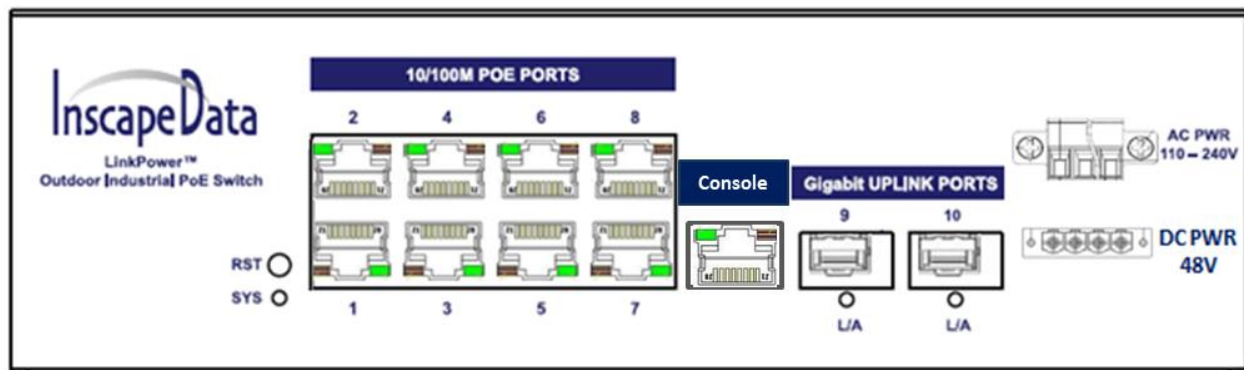 InscapeData
LinkPower™
Outdoor Industrial PoE Switch
RST
SYS
10/100M POE PORTS
2 4 6 8
1 3 5 7
Console
Gigabit UPLINK PORTS
9 10
L/A L/A
AC PWR
110 – 240V
DC PWR
48V